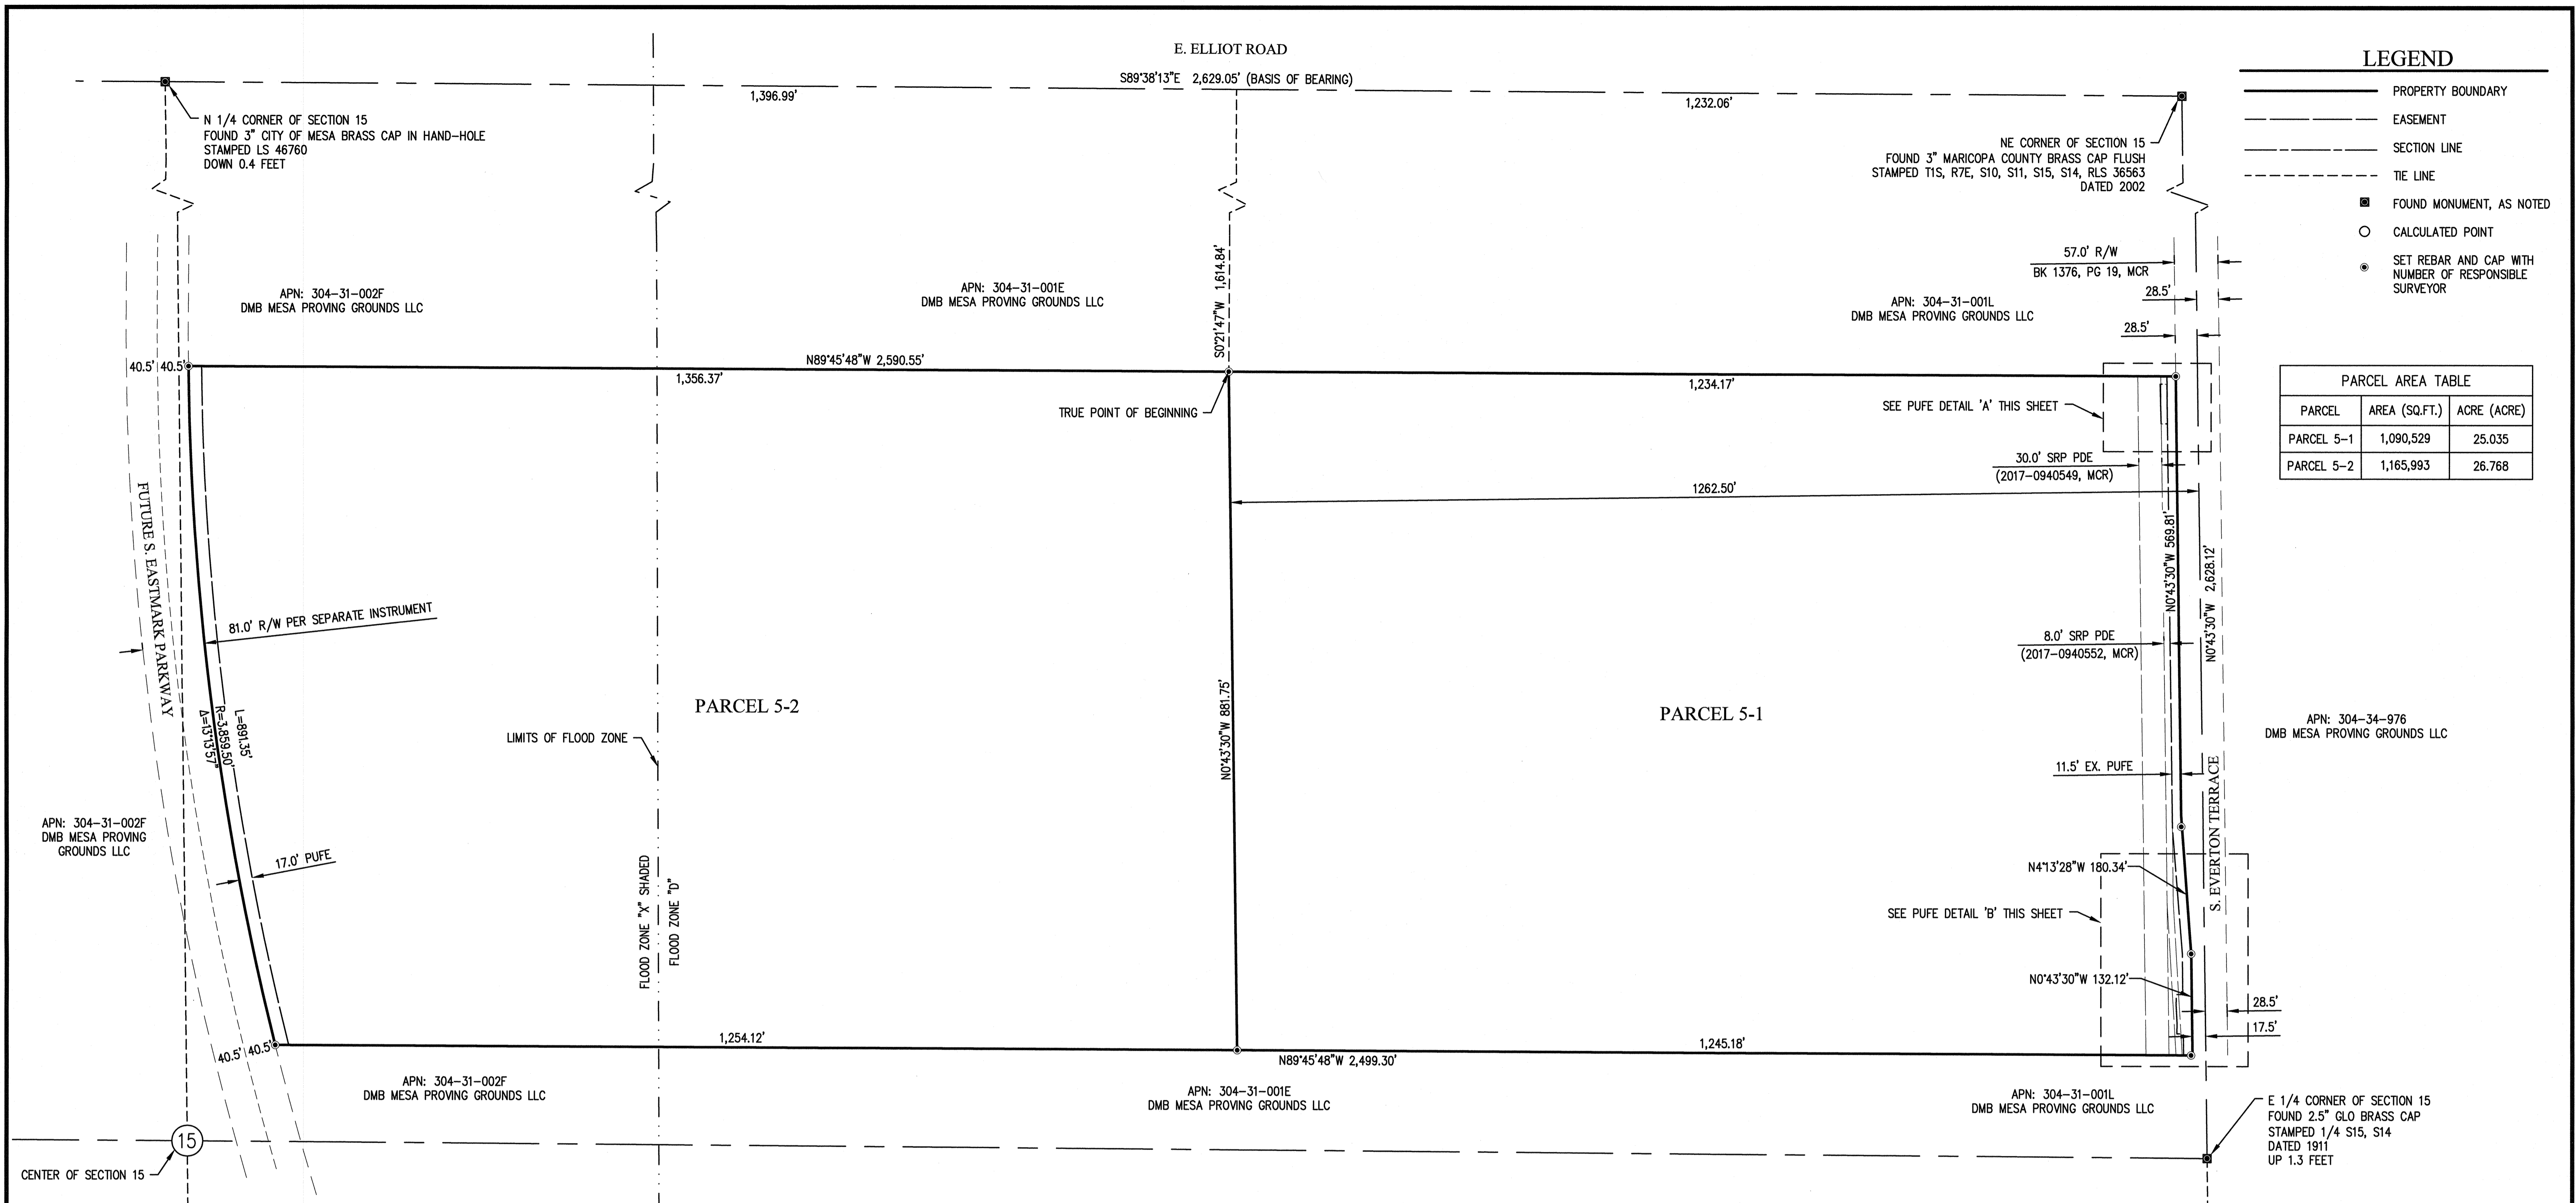 E. ELLIOT ROAD
S89°38'13"E 2,629.05' (BASIS OF BEARING)
1,396.99'
1,232.06'
N 1/4 CORNER OF SECTION 15
FOUND 3" CITY OF MESA BRASS CAP IN HAND-HOLE
STAMPED LS 46760
DOWN 0.4 FEET
NE CORNER OF SECTION 15
FOUND 3" MARICOPA COUNTY BRASS CAP FLUSH
STAMPED T1S, R7E, S10, S11, S15, S14, RLS 36563
DATED 2002
LEGEND
PROPERTY BOUNDARY
EASEMENT
SECTION LINE
TIE LINE
FOUND MONUMENT, AS NOTED
CALCULATED POINT
SET REBAR AND CAP WITH
NUMBER OF RESPONSIBLE
SURVEYOR
57.0' R/W
BK 1376, PG 19, MCR
28.5'
28.5'
APN: 304-31-002F
DMB MESA PROVING GROUNDS LLC
APN: 304-31-001E
DMB MESA PROVING GROUNDS LLC
S0°21'47"W 1,614.84'
APN: 304-31-001L
DMB MESA PROVING GROUNDS LLC
40.5' 40.5'
N89°45'48"W 2,590.55'
1,356.37'
1,234.17'
TRUE POINT OF BEGINNING
SEE PUFE DETAIL 'A' THIS SHEET
PARCEL AREA TABLE
PARCEL AREA (SQ.FT.) ACRE (ACRE)
PARCEL 5-1 1,090,529 25.035
PARCEL 5-2 1,165,993 26.768
30.0' SRP PDE
(2017-0940549, MCR)
1262.50'
FUTURE S. EASTMARK PARKWAY
81.0' R/W PER SEPARATE INSTRUMENT
N0°43'30"W 569.81'
N0°43'30"W 2,628.12'
8.0' SRP PDE
(2017-0940552, MCR)
L=891.35'
R=3,859.50'
Δ=13°13'57"
PARCEL 5-2
LIMITS OF FLOOD ZONE
N0°43'30"W 881.75'
PARCEL 5-1
APN: 304-34-976
DMB MESA PROVING GROUNDS LLC
11.5' EX. PUFE
S. EVERTON TERRACE
APN: 304-31-002F
DMB MESA PROVING
GROUNDS LLC
17.0' PUFE
FLOOD ZONE "X" SHADED
FLOOD ZONE "D"
N4°13'28"W 180.34'
SEE PUFE DETAIL 'B' THIS SHEET
N0°43'30"W 132.12'
28.5'
17.5'
40.5' 40.5'
1,254.12'
N89°45'48"W 2,499.30'
1,245.18'
APN: 304-31-002F
DMB MESA PROVING GROUNDS LLC
APN: 304-31-001E
DMB MESA PROVING GROUNDS LLC
APN: 304-31-001L
DMB MESA PROVING GROUNDS LLC
E 1/4 CORNER OF SECTION 15
FOUND 2.5" GLO BRASS CAP
STAMPED 1/4 S15, S14
DATED 1911
UP 1.3 FEET
15
CENTER OF SECTION 15